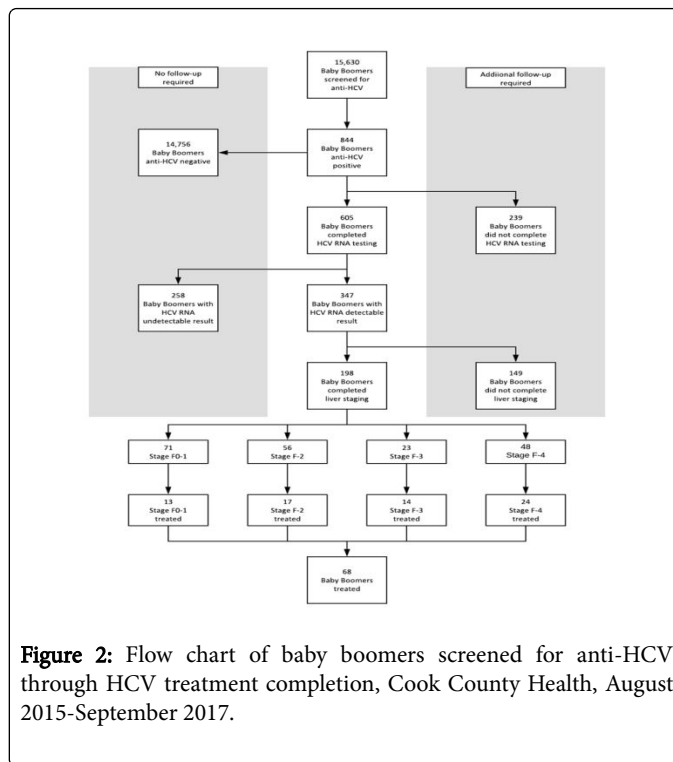 No follow-up
required
15,630
Baby Boomers
screened for
anti-HCV
Addiional follow-up
required
14,756
Baby Boomers
anti-HCV negative
844
Baby Boomers
anti-HCV
positive
605
Baby Boomers
completed
HCV RNA testing
239
Baby Boomers
did not complete
HCV RNA testing
258
Baby Boomers with
HCV RNA
undetectable result
347
Baby Boomers with
HCV RNA detectable
result
198
Baby Boomers
completed
liver staging
149
Baby Boomers
did not complete
liver staging
71
Stage F0-1
56
Stage F-2
23
Stage F-3
48
Stage F-4
13
Stage F0-1
treated
17
Stage F-2
treated
14
Stage F-3
treated
24
Stage F-4
treated
68
Baby Boomers
treated
Figure 2: Flow chart of baby boomers screened for anti-HCV
through HCV treatment completion, Cook County Health, August
2015-September 2017.